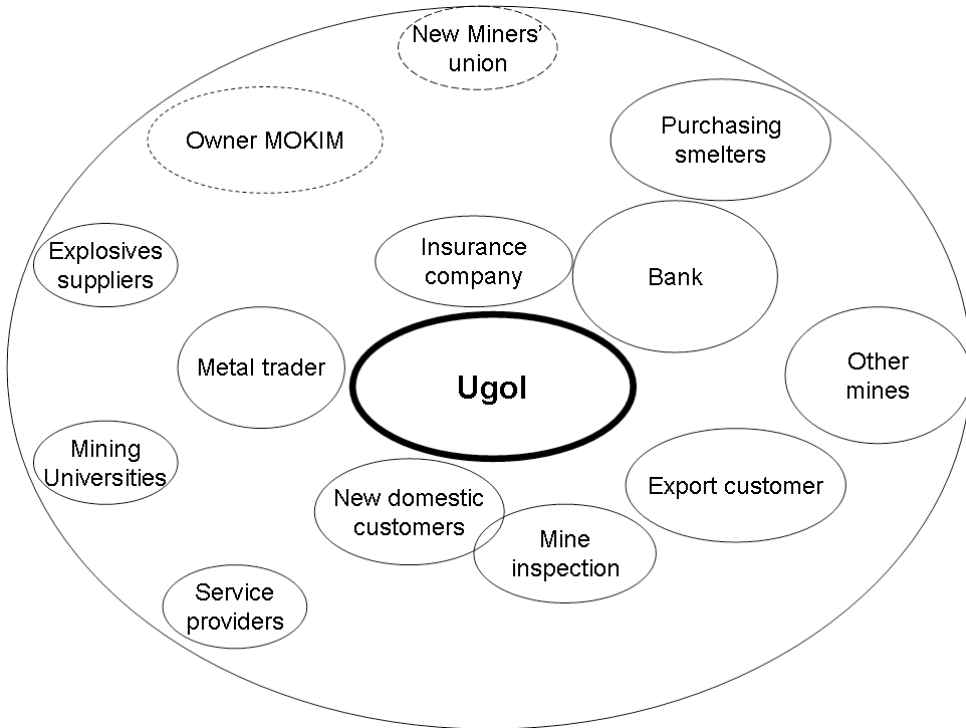 New Miners’
union
Owner MOKIM
Purchasing
smelters
Explosives
suppliers
Insurance
company
Bank
Metal trader
Ugol
Other
mines
Mining
Universities
New domestic
customers
Export customer
Mine
inspection
Service
providers